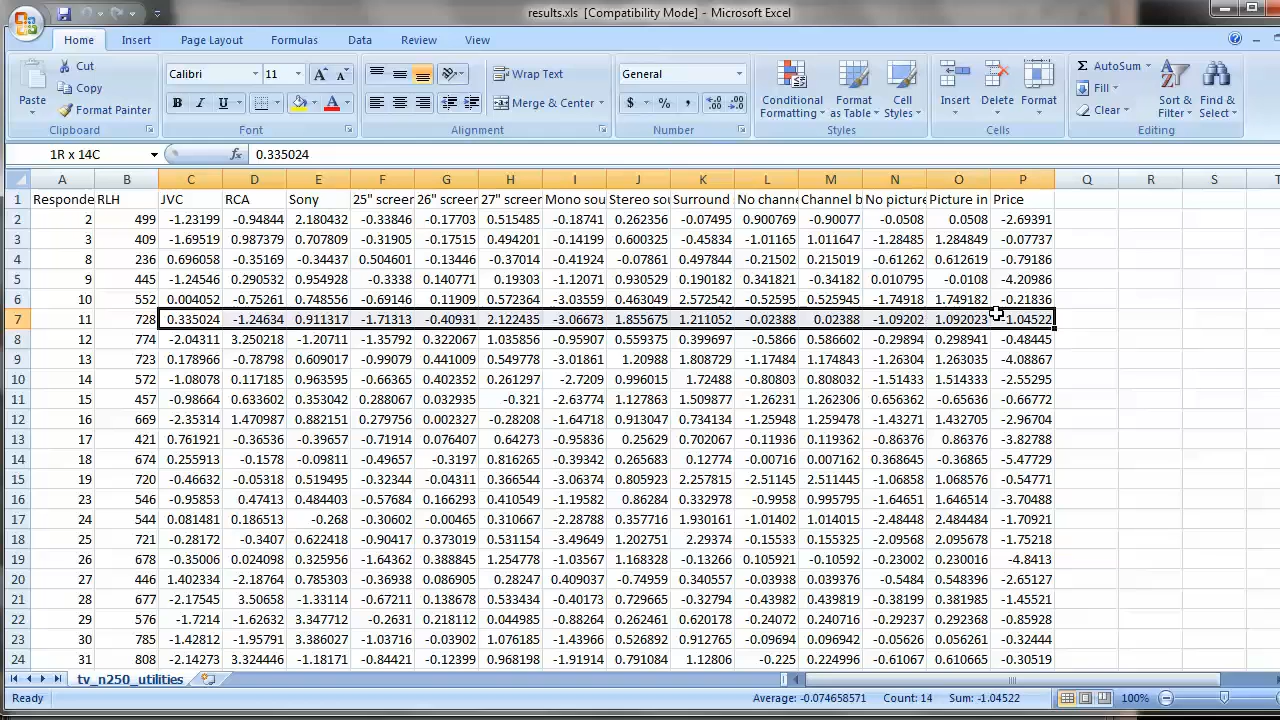 results.xls [Compatibility Mode] - Microsoft Excel
Home Insert Page Layout Formulas Data Review View
Paste Cut Copy Format Painter Clipboard
Calibri 11 B I U Font
Wrap Text Merge & Center Alignment
General $ % , Number
Conditional Formatting Format as Table Cell Styles Styles
Insert Delete Format Cells
AutoSum Fill Clear Sort & Filter Find & Select Editing
1R x 14C fx 0.335024
A B C D E F G H I J K L M N O P Q R S T
1 Responde RLH JVC RCA Sony 25" screen 26" screen 27" screen Mono sou Stereo sou Surround No channe Channel b No picture Picture in Price
2 2 499 -1.23199 -0.94844 2.180432 -0.33846 -0.17703 0.515485 -0.18741 0.262356 -0.07495 0.900769 -0.90077 -0.0508 0.0508 -2.69391
3 3 409 -1.69519 0.987379 0.707809 -0.31905 -0.17515 0.494201 -0.14199 0.600325 -0.45834 -1.01165 1.011647 -1.28485 1.284849 -0.07737
4 8 236 0.696058 -0.35169 -0.34437 0.504601 -0.13446 -0.37014 -0.41924 -0.07861 0.497844 -0.21502 0.215019 -0.61262 0.612619 -0.79186
5 9 445 -1.24546 0.290532 0.954928 -0.3338 0.140771 0.19303 -1.12071 0.930529 0.190182 0.341821 -0.34182 0.010795 -0.0108 -4.20986
6 10 552 0.004052 -0.75261 0.748556 -0.69146 0.11909 0.572364 -3.03559 0.463049 2.572542 -0.52595 0.525945 -1.74918 1.749182 -0.21836
7 11 728 0.335024 -1.24634 0.911317 -1.71313 -0.40931 2.122435 -3.06673 1.855675 1.211052 -0.02388 0.02388 -1.09202 1.092023 -1.04522
8 12 774 -2.04311 3.250218 -1.20711 -1.35792 0.322067 1.035856 -0.95907 0.559375 0.399697 -0.5866 0.586602 -0.29894 0.298941 -0.48445
9 13 723 0.178966 -0.78798 0.609017 -0.99079 0.441009 0.549778 -3.01861 1.20988 1.808729 -1.17484 1.174843 -1.26304 1.263035 -4.08867
10 14 572 -1.08078 0.117185 0.963595 -0.66365 0.402352 0.261297 -2.7209 0.996015 1.72488 -0.80803 0.808032 -1.51433 1.514333 -2.55295
11 15 457 -0.98664 0.633602 0.353042 0.288067 0.032935 -0.321 -2.63774 1.127863 1.509877 -1.26231 1.262306 0.656362 -0.65636 -0.66772
12 16 669 -2.35314 1.470987 0.882151 0.279756 0.002327 -0.28208 -1.64718 0.913047 0.734134 -1.25948 1.259478 -1.43271 1.432705 -2.96704
13 17 421 0.761921 -0.36536 -0.39657 -0.71914 0.076407 0.64273 -0.95836 0.25629 0.702067 -0.11936 0.119362 -0.86376 0.86376 -3.82788
14 18 674 0.255913 -0.1578 -0.09811 -0.49657 -0.3197 0.816265 -0.39342 0.265683 0.12774 -0.00716 0.007162 0.368645 -0.36865 -5.47729
15 19 720 -0.46632 -0.05318 0.519495 -0.32344 -0.04311 0.366544 -3.06374 0.805923 2.257815 -2.51145 2.511445 -1.06858 1.068576 -0.54771
16 23 546 -0.95853 0.47413 0.484403 -0.57684 0.166293 0.410549 -1.19582 0.86284 0.332978 -0.9958 0.995795 -1.64651 1.646514 -3.70488
17 24 544 0.081481 0.186513 -0.268 -0.30602 -0.00465 0.310667 -2.28788 0.357716 1.930161 -1.01402 1.014015 -2.48448 2.484484 -1.70921
18 25 721 -0.28172 -0.3407 0.622418 -0.90417 0.373019 0.531154 -3.49649 1.202751 2.29374 -0.15533 0.155325 -2.09568 2.095678 -1.75218
19 26 678 -0.35006 0.024098 0.325956 -1.64362 0.388845 1.254778 -1.03567 1.168328 -0.13266 0.105921 -0.10592 -0.23002 0.230016 -4.8413
20 27 446 1.402334 -2.18764 0.785303 -0.36938 0.086905 0.28247 0.409037 -0.74959 0.340557 -0.03938 0.039376 -0.5484 0.548396 -2.65127
21 28 677 -2.17545 3.50658 -1.33114 -0.67211 0.138678 0.533434 -0.40173 0.729665 -0.32794 -0.43982 0.439819 -0.38199 0.381985 -1.45521
22 29 576 -1.7214 -1.62632 3.347712 -0.2631 0.218112 0.044985 -0.88264 0.262461 0.620178 -0.24072 0.240716 -0.29237 0.292368 -0.85928
23 30 785 -1.42812 -1.95791 3.386027 -1.03716 -0.03902 1.076185 -1.43966 0.526892 0.912765 -0.09694 0.096942 -0.05626 0.056261 -0.32444
24 31 808 -2.14273 3.324446 -1.18171 -0.84421 -0.12399 0.968198 -1.91914 0.791084 1.12806 -0.225 0.224996 -0.61067 0.610665 -0.30519
tv_n250_utilities
Ready Average: -0.074658571 Count: 14 Sum: -1.04522 100%